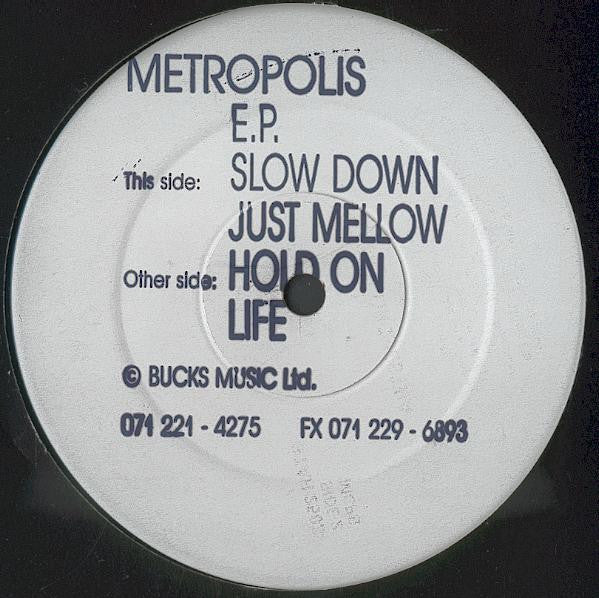 METROPOLIS
E.P.
This side: SLOW DOWN
JUST MELLOW
Other side: HOLD ON
LIFE
© BUCKS MUSIC Ltd.
071 221 - 4275 FX 071 229 - 6893